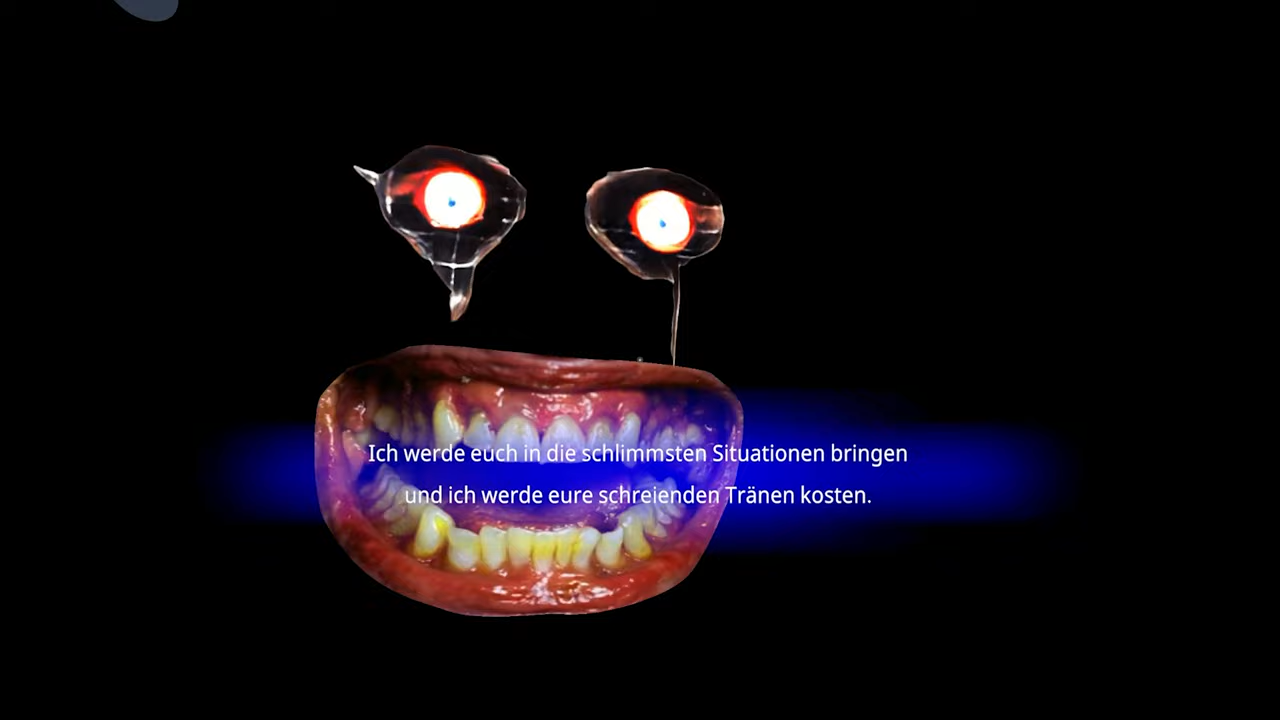 Ich werde euch in die schlimmsten Situationen bringen
und ich werde eure schreienden Tränen kosten.